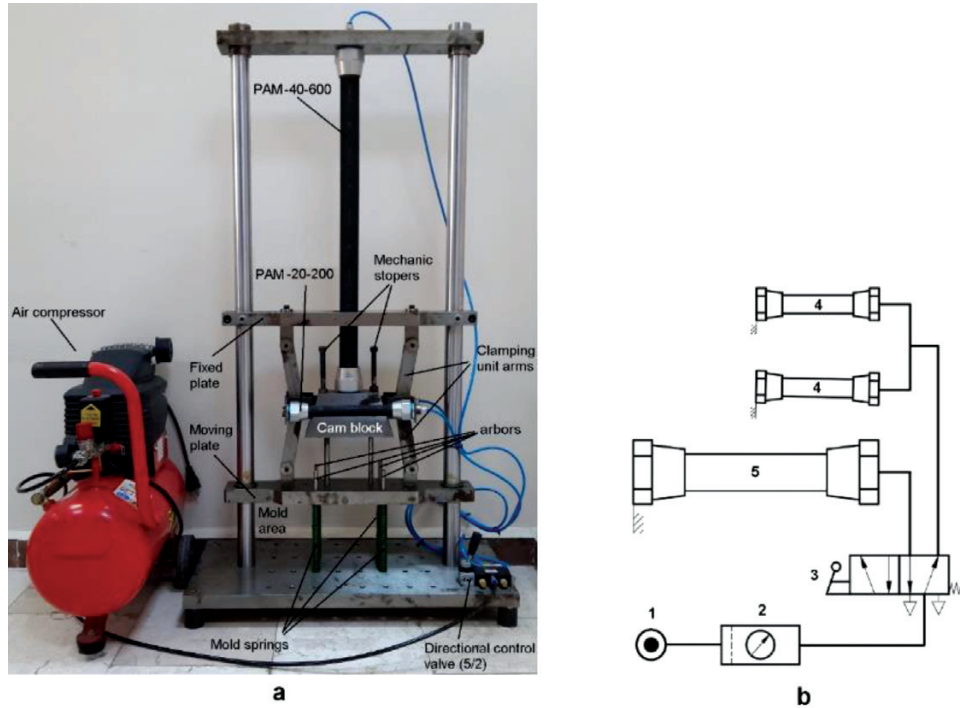 PAM-40-600
PAM-20-200
Mechanic
stopers
Air compressor
Fixed
plate
Clamping
unit arms
Moving
plate
Cam block
arbors
Mold
area
Mold springs
Directional control
valve (5/2)
a
4
4
5
3
1
2
b